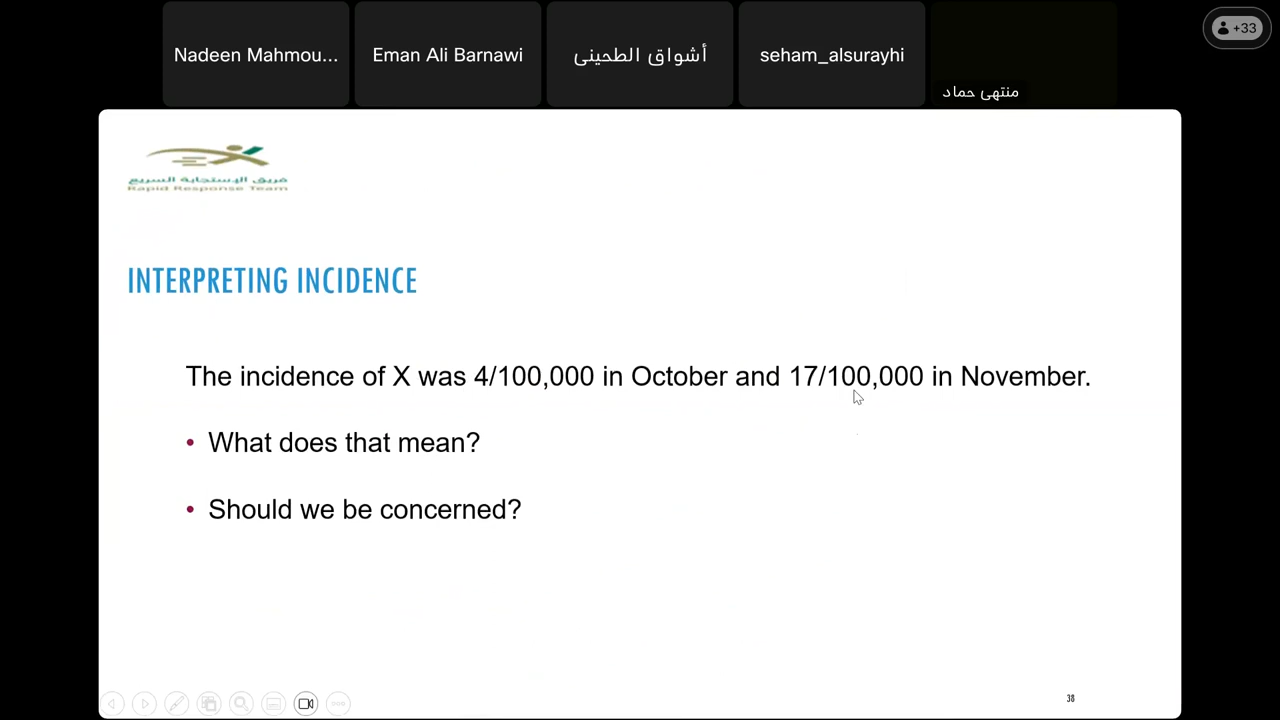 Nadeen Mahmou...
Eman Ali Barnawi
أشواق الطحينى
seham_alsurayhi
منتهى حماد
+33
فريق الإستجابة السريع
Rapid Response Team
INTERPRETING INCIDENCE
The incidence of X was 4/100,000 in October and 17/100,000 in November.
• What does that mean?
• Should we be concerned?
38